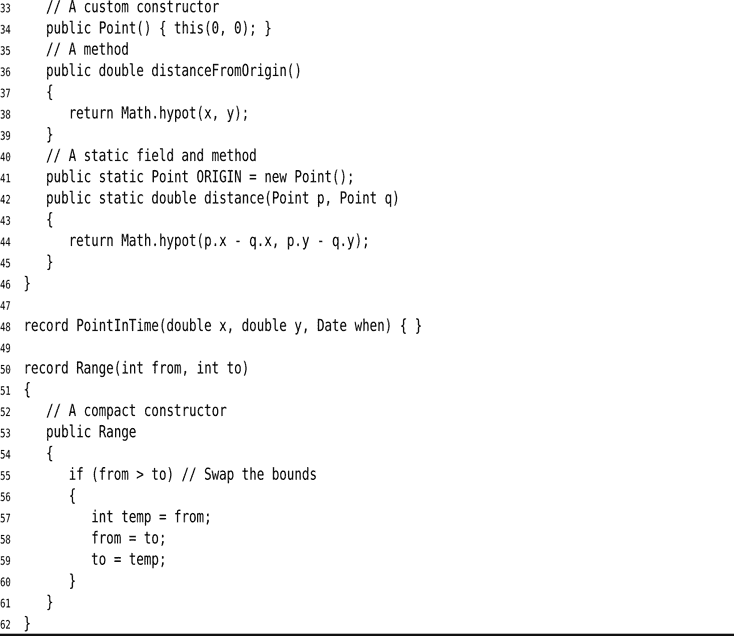 33    // A custom constructor
34    public Point() { this(0, 0); }
35    // A method
36    public double distanceFromOrigin()
37    {
38       return Math.hypot(x, y);
39    }
40    // A static field and method
41    public static Point ORIGIN = new Point();
42    public static double distance(Point p, Point q)
43    {
44       return Math.hypot(p.x - q.x, p.y - q.y);
45    }
46 }
47
48 record PointInTime(double x, double y, Date when) { }
49
50 record Range(int from, int to)
51 {
52    // A compact constructor
53    public Range
54    {
55       if (from > to) // Swap the bounds
56       {
57          int temp = from;
58          from = to;
59          to = temp;
60       }
61    }
62 }